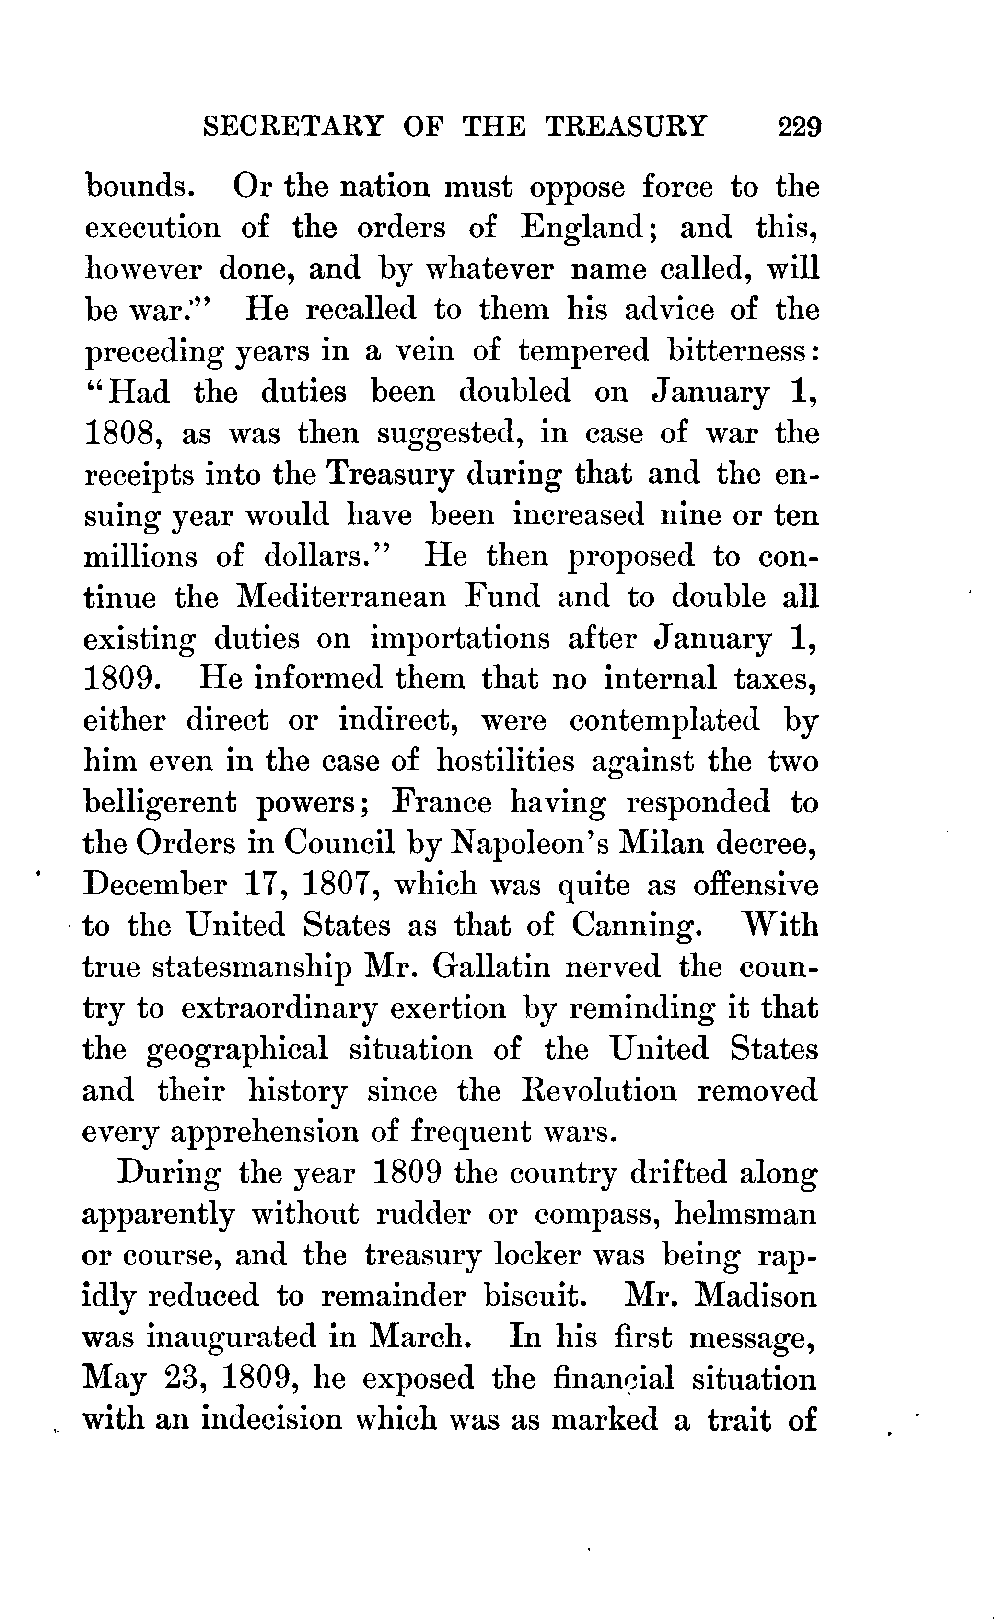 SECRETARY OF THE TREASURY 229
bounds. Or the nation must oppose force to the
execution of the orders of England; and this,
however done, and by whatever name called, will
be war.'" He recalled to them his advice of the
preceding years in a vein of tempered bitterness:
"Had the duties been doubled on January 1,
1808, as was then suggested, in case of war the
receipts into the Treasury during that and the en-
suing year would have been increased nine or ten
millions of dollars." He then proposed to con-
tinue the Mediterranean Fund and to double all
existing duties on importations after January 1,
1809. He informed them that no internal taxes,
either direct or indirect, were contemplated by
him even in the case of hostilities against the two
belligerent powers; France having responded to
the Orders in Council by Napoleon's Milan decree,
December 17, 1807, which was quite as offensive
to the United States as that of Canning. With
true statesmanship Mr. Gallatin nerved the coun-
try to extraordinary exertion by reminding it that
the geographical situation of the United States
and their history since the Revolution removed
every apprehension of frequent wars.
During the year 1809 the country drifted along
apparently without rudder or compass, helmsman
or course, and the treasury locker was being rap-
idly reduced to remainder biscuit. Mr. Madison
was inaugurated in March. In his first message,
May 23, 1809, he exposed the financial situation
with an indecision which was as marked a trait of